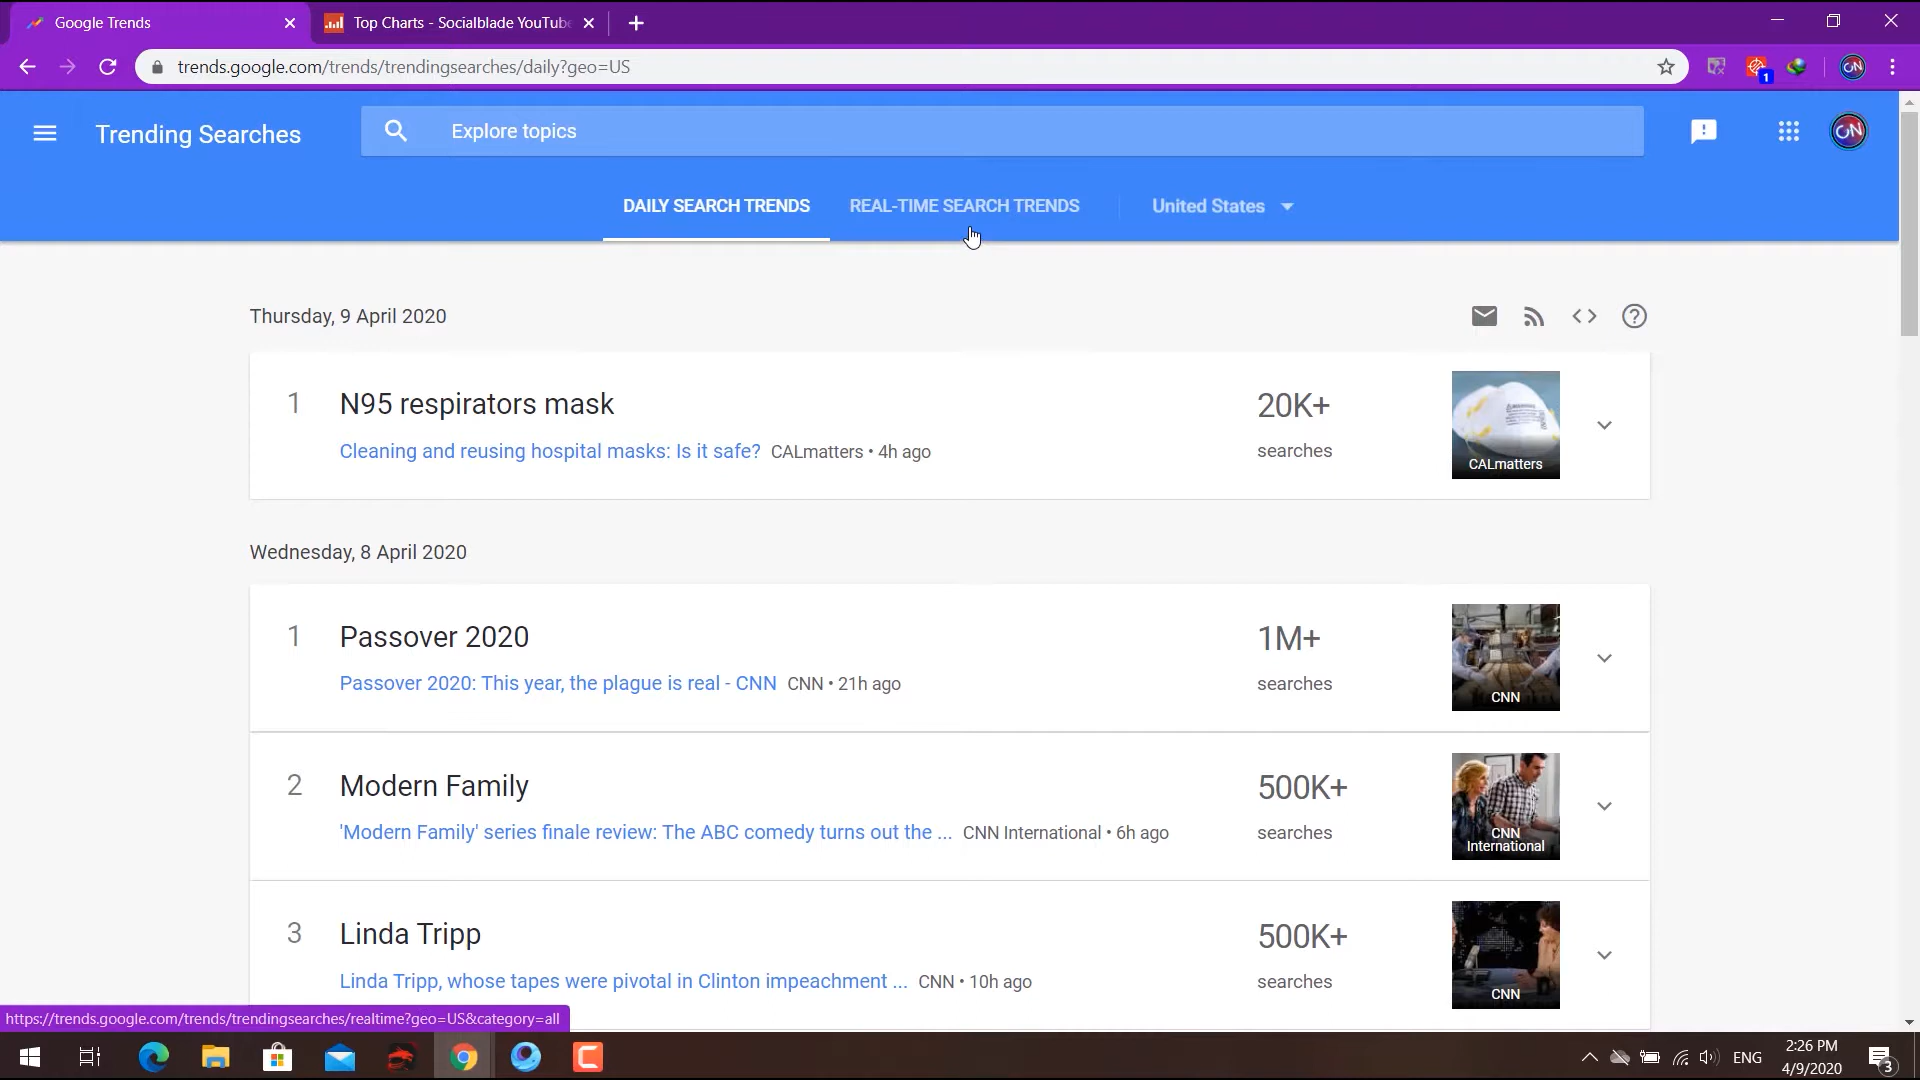 Google Trends
Top Charts - Socialblade YouTube
trends.google.com/trends/trendingsearches/daily?geo=US
1
ON
Trending Searches
Explore topics
ON
DAILY SEARCH TRENDS
REAL-TIME SEARCH TRENDS
United States
Thursday, 9 April 2020
1
N95 respirators mask
20K+
Cleaning and reusing hospital masks: Is it safe? CALmatters • 4h ago
searches
CALmatters
Wednesday, 8 April 2020
1
Passover 2020
1M+
Passover 2020: This year, the plague is real - CNN CNN • 21h ago
searches
CNN
2
Modern Family
500K+
'Modern Family' series finale review: The ABC comedy turns out the ... CNN International • 6h ago
searches
CNN
International
3
Linda Tripp
500K+
Linda Tripp, whose tapes were pivotal in Clinton impeachment ... CNN • 10h ago
searches
CNN
https://trends.google.com/trends/trendingsearches/realtime?geo=US&category=all
ENG
2:26 PM
4/9/2020
3